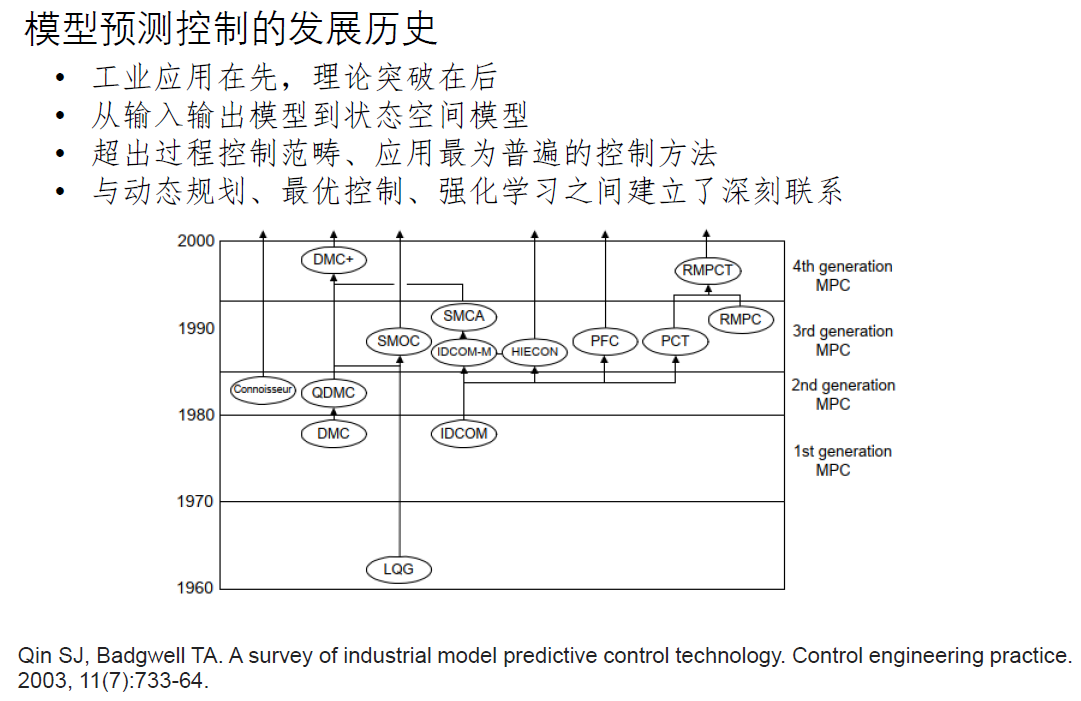 模型预测控制的发展历史
• 工业应用在先，理论突破在后
• 从输入输出模型到状态空间模型
• 超出过程控制范畴、应用最为普遍的控制方法
• 与动态规划、最优控制、强化学习之间建立了深刻联系
2000
DMC+
RMPCT
4th generation
MPC
1990
SMCA
RMPC
SMOC
IDCOM-M
HIECON
PFC
PCT
3rd generation
MPC
Connoisseur
QDMC
2nd generation
MPC
1980
DMC
IDCOM
1st generation
MPC
1970
LQG
1960
Qin SJ, Badgwell TA. A survey of industrial model predictive control technology. Control engineering practice.
2003, 11(7):733-64.